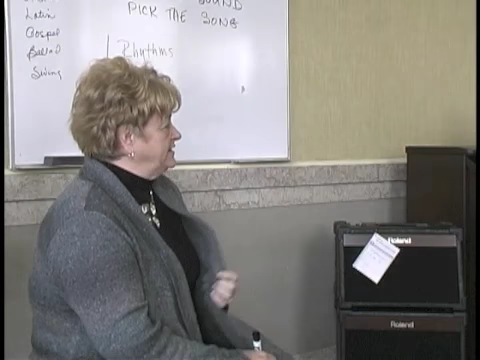 SOUND
Latin
PICK THE SONG
Gospel
Ballad
Rhythms
Swing
Roland
Roland